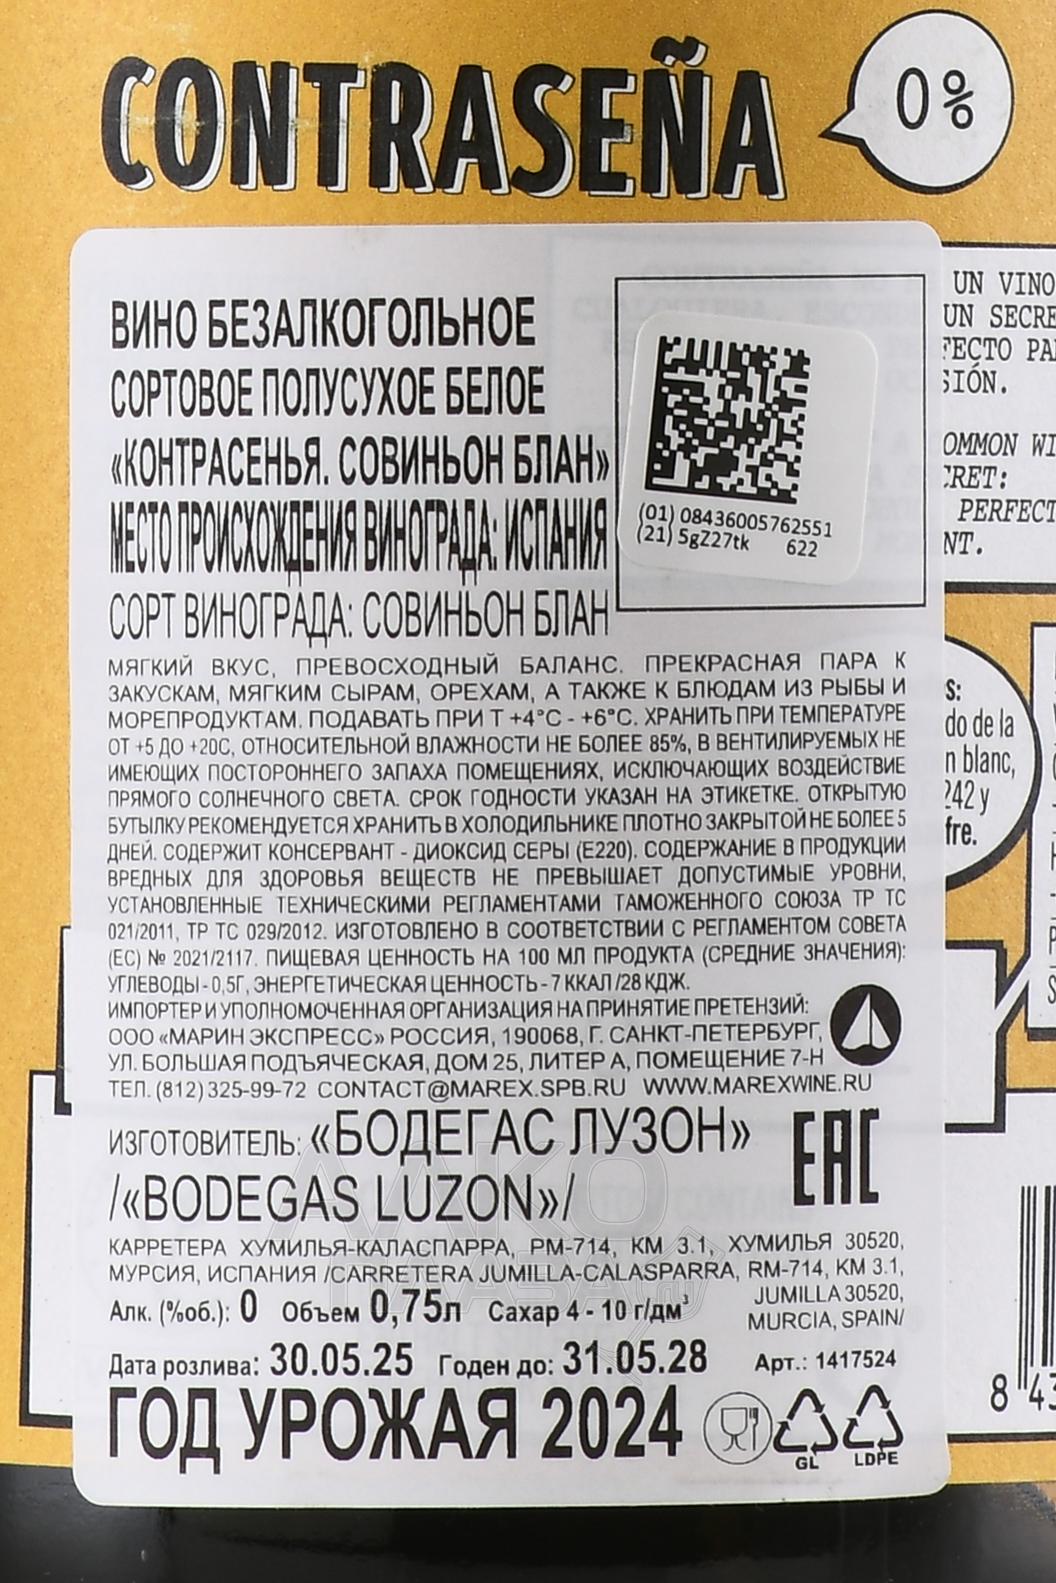 CONTRASEÑA
0%
ВИНО БЕЗАЛКОГОЛЬНОЕ
СОРТОВОЕ ПОЛУСУХОЕ БЕЛОЕ
«КОНТРАСЕНЬЯ. СОВИНЬОН БЛАН»
МЕСТО ПРОИСХОЖДЕНИЯ ВИНОГРАДА: ИСПАНИЯ
СОРТ ВИНОГРАДА: СОВИНЬОН БЛАН
(01) 08436005762551
(21) 5gZ27tk 622
МЯГКИЙ ВКУС, ПРЕВОСХОДНЫЙ БАЛАНС. ПРЕКРАСНАЯ ПАРА К
ЗАКУСКАМ, МЯГКИМ СЫРАМ, ОРЕХАМ, А ТАКЖЕ К БЛЮДАМ ИЗ РЫБЫ И
МОРЕПРОДУКТАМ. ПОДАВАТЬ ПРИ Т +4°С - +6°С. ХРАНИТЬ ПРИ ТЕМПЕРАТУРЕ
ОТ +5 ДО +20С, ОТНОСИТЕЛЬНОЙ ВЛАЖНОСТИ НЕ БОЛЕЕ 85%, В ВЕНТИЛИРУЕМЫХ НЕ
ИМЕЮЩИХ ПОСТОРОННЕГО ЗАПАХА ПОМЕЩЕНИЯХ, ИСКЛЮЧАЮЩИХ ВОЗДЕЙСТВИЕ
ПРЯМОГО СОЛНЕЧНОГО СВЕТА. СРОК ГОДНОСТИ УКАЗАН НА ЭТИКЕТКЕ. ОТКРЫТУЮ
БУТЫЛКУ РЕКОМЕНДУЕТСЯ ХРАНИТЬ В ХОЛОДИЛЬНИКЕ ПЛОТНО ЗАКРЫТОЙ НЕ БОЛЕЕ 5
ДНЕЙ. СОДЕРЖИТ КОНСЕРВАНТ - ДИОКСИД СЕРЫ (Е220). СОДЕРЖАНИЕ В ПРОДУКЦИИ
ВРЕДНЫХ ДЛЯ ЗДОРОВЬЯ ВЕЩЕСТВ НЕ ПРЕВЫШАЕТ ДОПУСТИМЫЕ УРОВНИ,
УСТАНОВЛЕННЫЕ ТЕХНИЧЕСКИМИ РЕГЛАМЕНТАМИ ТАМОЖЕННОГО СОЮЗА ТР ТС
021/2011, ТР ТС 029/2012. ИЗГОТОВЛЕНО В СООТВЕТСТВИИ С РЕГЛАМЕНТОМ СОВЕТА
(ЕС) № 2021/2117. ПИЩЕВАЯ ЦЕННОСТЬ НА 100 МЛ ПРОДУКТА (СРЕДНИЕ ЗНАЧЕНИЯ):
УГЛЕВОДЫ - 0,5Г, ЭНЕРГЕТИЧЕСКАЯ ЦЕННОСТЬ - 7 ККАЛ /28 КДЖ.
ИМПОРТЕР И УПОЛНОМОЧЕННАЯ ОРГАНИЗАЦИЯ НА ПРИНЯТИЕ ПРЕТЕНЗИЙ:
ООО «МАРИН ЭКСПРЕСС» РОССИЯ, 190068, Г. САНКТ-ПЕТЕРБУРГ,
УЛ. БОЛЬШАЯ ПОДЪЯЧЕСКАЯ, ДОМ 25, ЛИТЕР А, ПОМЕЩЕНИЕ 7-Н
ТЕЛ. (812) 325-99-72 CONTACT@MAREX.SPB.RU WWW.MAREXWINE.RU
ИЗГОТОВИТЕЛЬ: «БОДЕГАС ЛУЗОН»
/«BODEGAS LUZON»/
EAC
КАРРЕТЕРА ХУМИЛЬЯ-КАЛАСПАРРА, РМ-714, КМ 3.1, ХУМИЛЬЯ 30520,
МУРСИЯ, ИСПАНИЯ /CARRETERA JUMILLA-CALASPARRA, RM-714, KM 3.1,
JUMILLA 30520,
MURCIA, SPAIN/
Алк. (%об.): 0 Объем 0,75л Сахар 4 - 10 г/дм³
Дата розлива: 30.05.25 Годен до: 31.05.28 Арт.: 1417524
ГОД УРОЖАЯ 2024
GL
LDPE
UN VINO
UN SECRE
FECTO PA
SIÓN.
OMMON WI
CRET:
PERFECT
NT.
s:
do de la
n blanc,
242 y
fre.
8 43